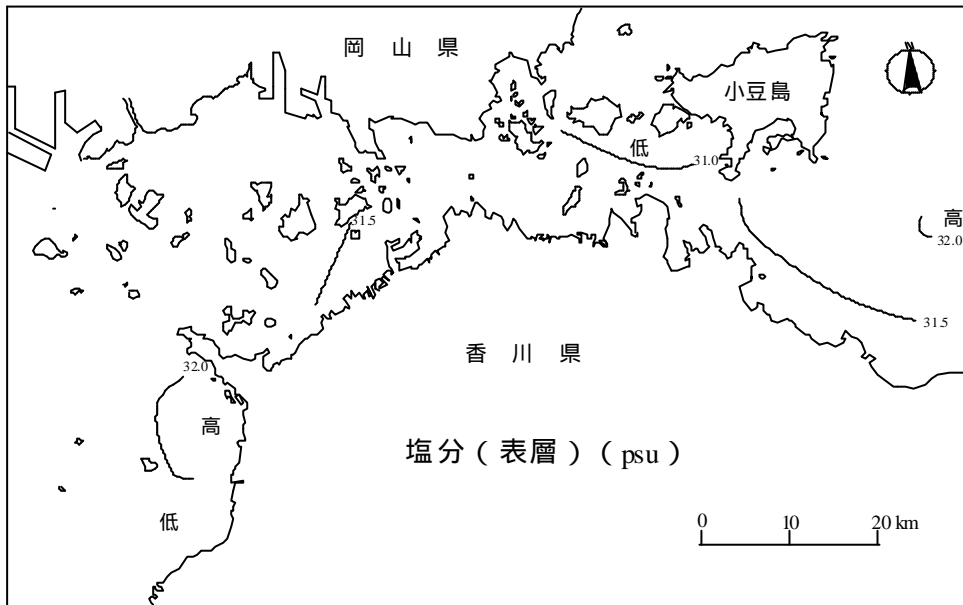 岡山県
小豆島
低
31.0
31.5
高
32.0
31.5
香川県
32.0
高
塩分（表層）（psu）
低
0 10 20 km